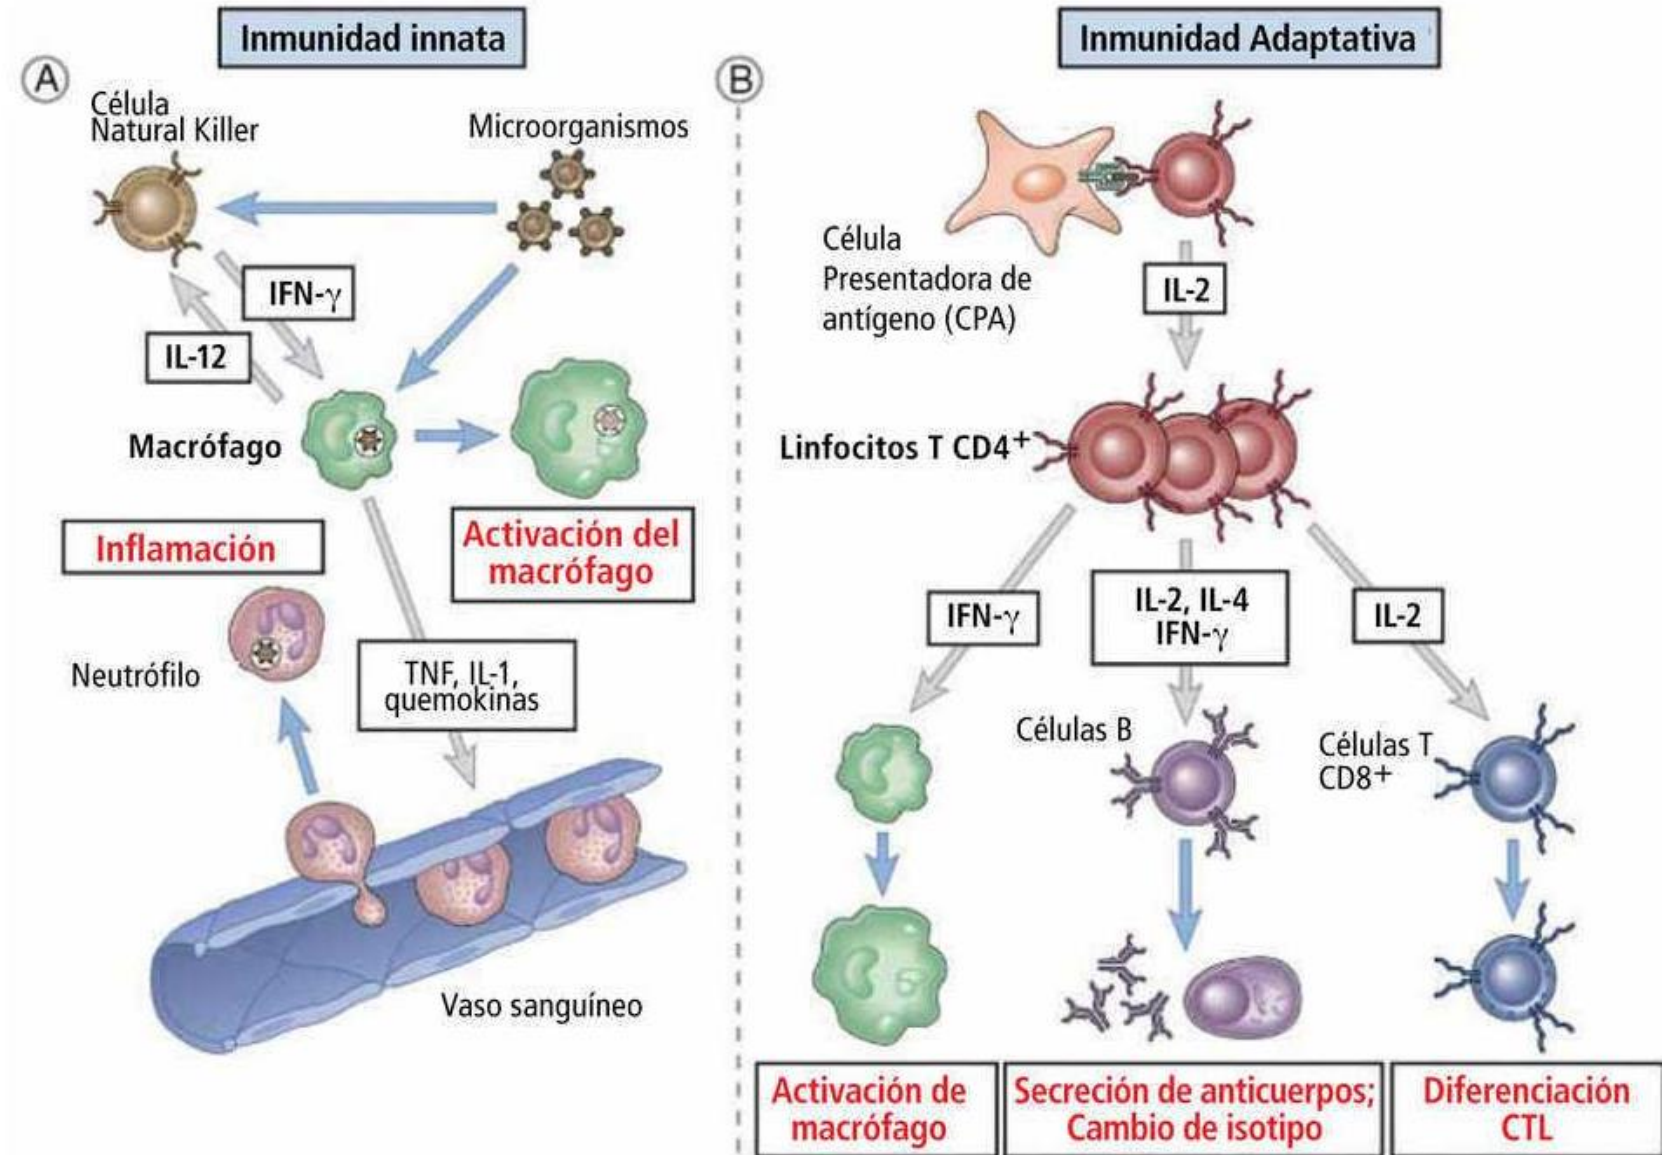 Inmunidad innata
A
Célula
Natural Killer
Microorganismos
IFN-γ
IL-12
Macrófago
Inflamación
Activación del
macrófago
Neutrófilo
TNF, IL-1,
quemokinas
Vaso sanguíneo
Inmunidad Adaptativa
B
Célula
Presentadora de
antígeno (CPA)
IL-2
Linfocitos T CD4+
IFN-γ
IL-2, IL-4
IFN-γ
IL-2
Células B
Células T
CD8+
Activación de
macrófago
Secreción de anticuerpos;
Cambio de isotipo
Diferenciación
CTL